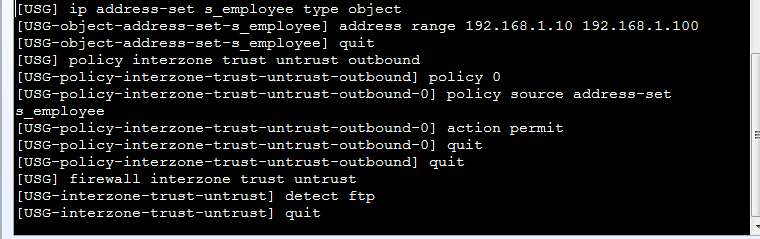 [USG] ip address-set s_employee type object
[USG-object-address-set-s_employee] address range 192.168.1.10 192.168.1.100
[USG-object-address-set-s_employee] quit
[USG] policy interzone trust untrust outbound
[USG-policy-interzone-trust-untrust-outbound] policy 0
[USG-policy-interzone-trust-untrust-outbound-0] policy source address-set
s_employee
[USG-policy-interzone-trust-untrust-outbound-0] action permit
[USG-policy-interzone-trust-untrust-outbound-0] quit
[USG-policy-interzone-trust-untrust-outbound] quit
[USG] firewall interzone trust untrust
[USG-interzone-trust-untrust] detect ftp
[USG-interzone-trust-untrust] quit